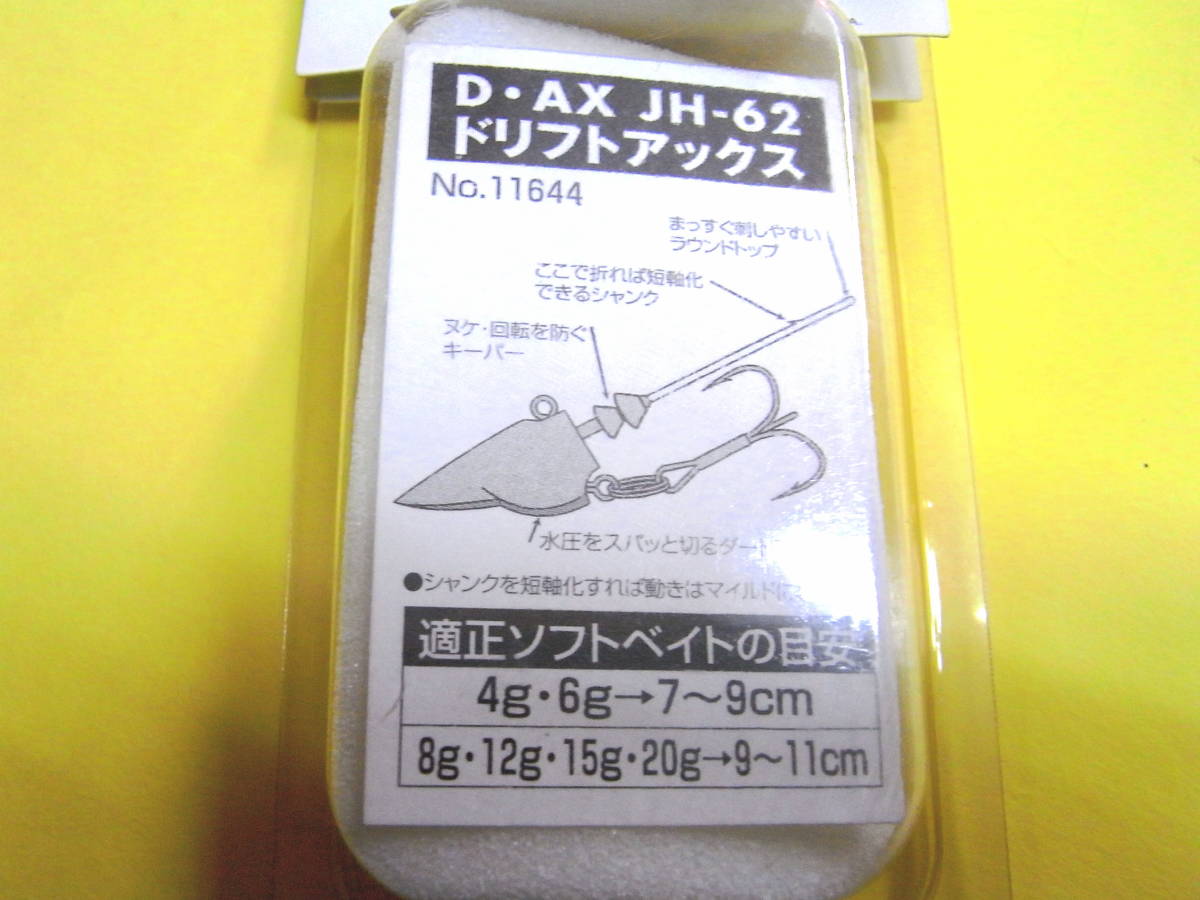 D・AX JH-62
ドリフトアックス
No.11644
まっすぐ刺しやすい
ラウンドトップ
ここで折れば短軸化
できるシャンク
ヌケ・回転を防ぐ
キーパー
水圧をスパッと切るダート
●シャンクを短軸化すれば動きはマイルドに
適正ソフトベイトの目安
4g・6g→7～9cm
8g・12g・15g・20g→9～11cm